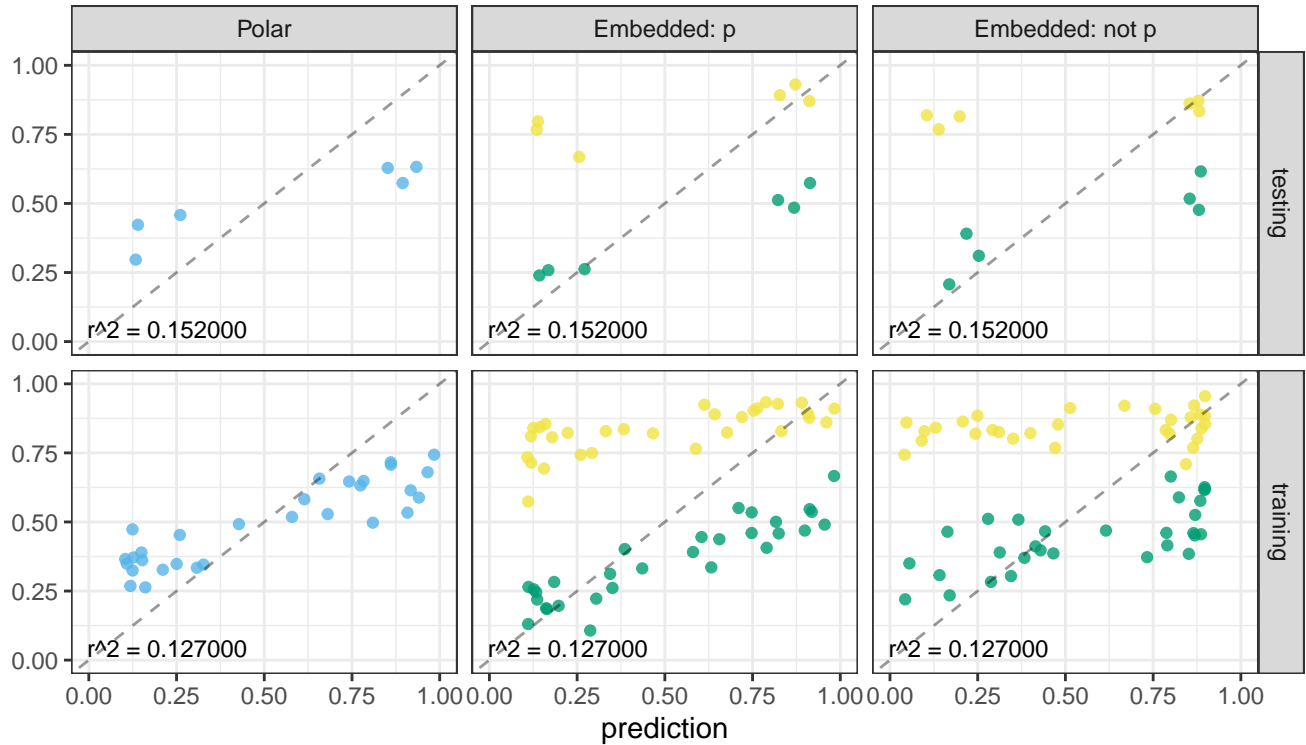 Polar Embedded: p Embedded: not p
1.00
0.75
0.50
0.25
0.00
r^2 = 0.152000 r^2 = 0.152000 r^2 = 0.152000
testing
1.00
0.75
0.50
0.25
0.00
r^2 = 0.127000 r^2 = 0.127000 r^2 = 0.127000
training
0.00 0.25 0.50 0.75 1.00 0.00 0.25 0.50 0.75 1.00 0.00 0.25 0.50 0.75 1.00
prediction